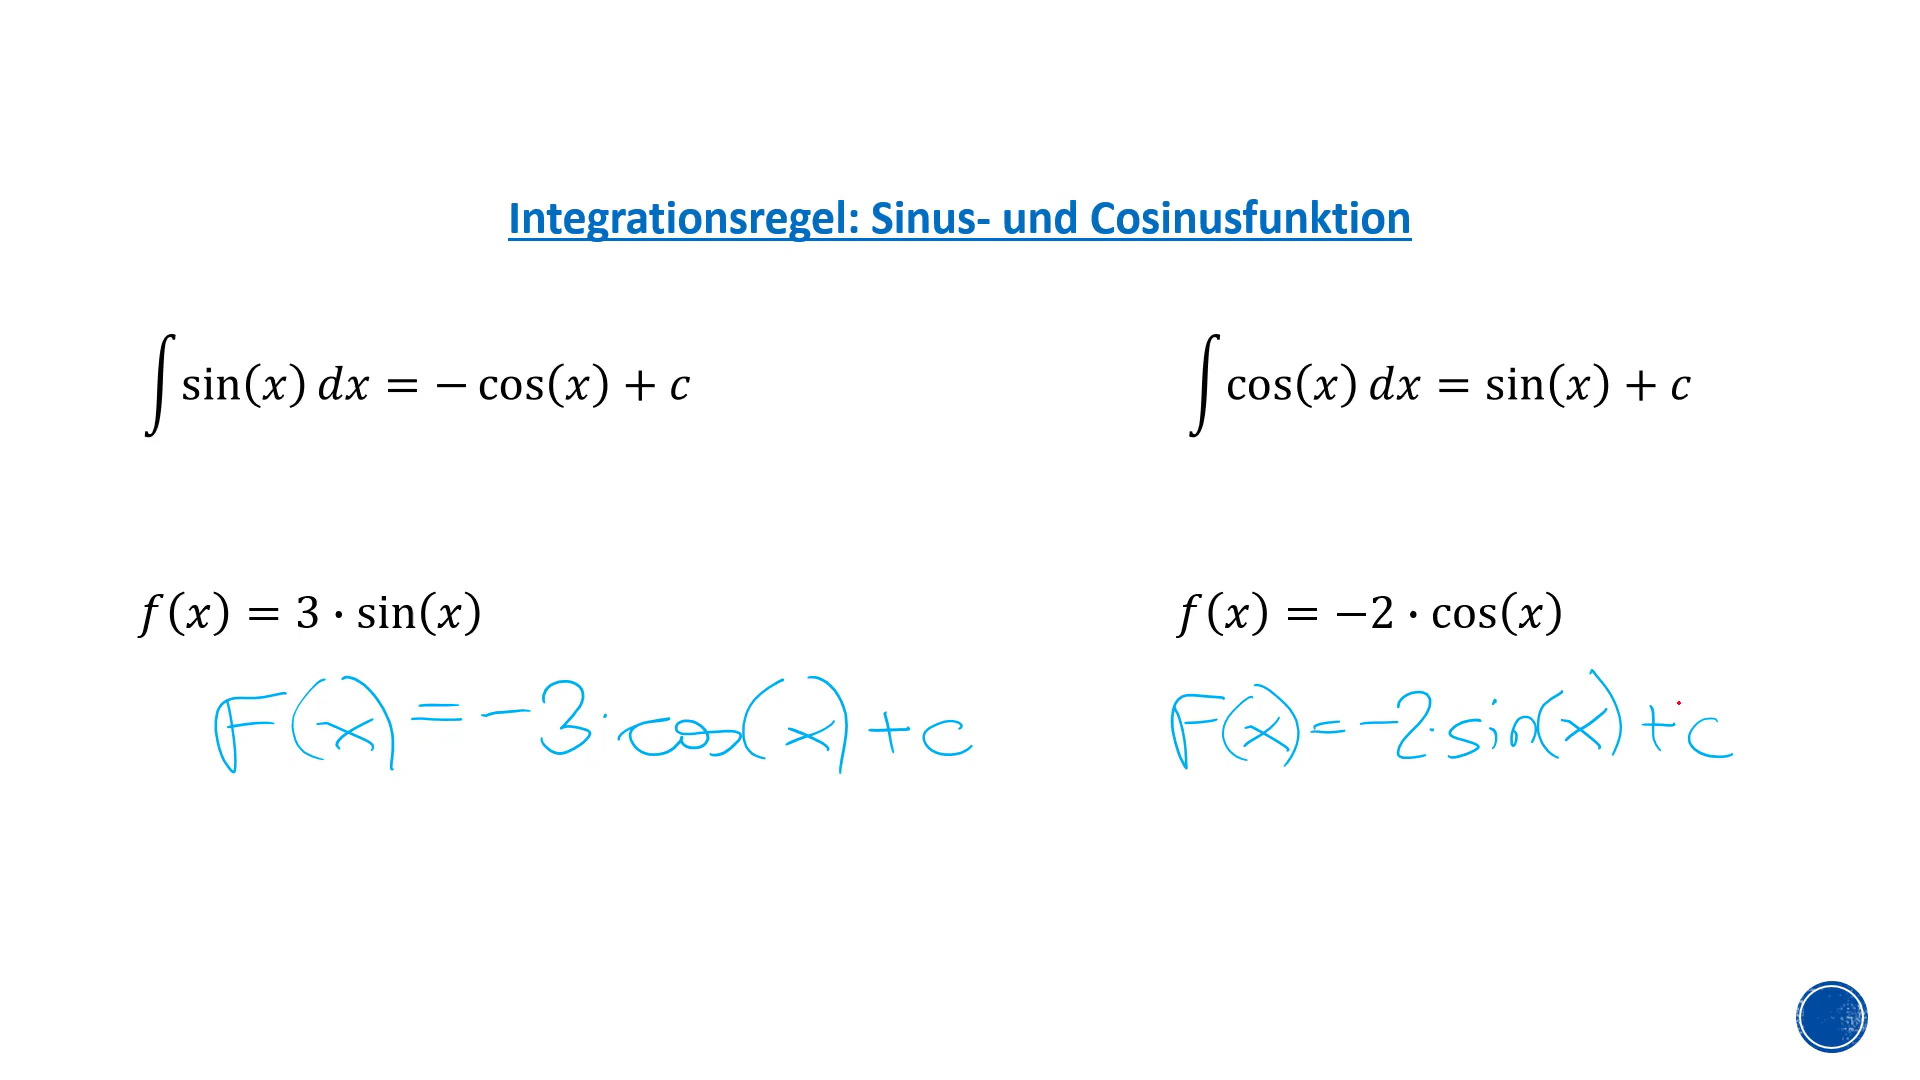 Integrationsregel: Sinus- und Cosinusfunktion
∫ sin(x) dx = − cos(x) + c
∫ cos(x) dx = sin(x) + c
f(x) = 3 · sin(x)
f(x) = −2 · cos(x)
F(x) = −3 · cos(x) + c
F(x) = −2 · sin(x) + c